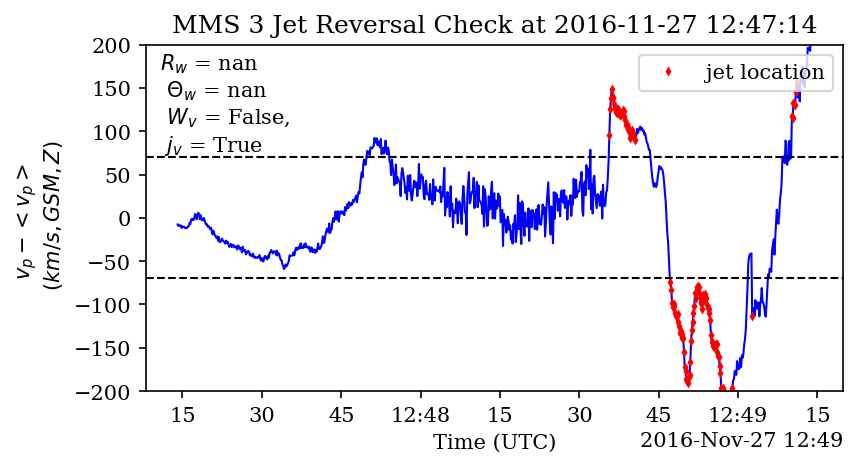 MMS 3 Jet Reversal Check at 2016-11-27 12:47:14
R_w = nan
Θ_w = nan
W_v = False,
j_v = True
jet location
200
150
100
50
0
−50
−100
−150
−200
v_p − < v_p >
(km/s, GSM, Z)
15 30 45 12:48 15 30 45 12:49 15
Time (UTC)
2016-Nov-27 12:49